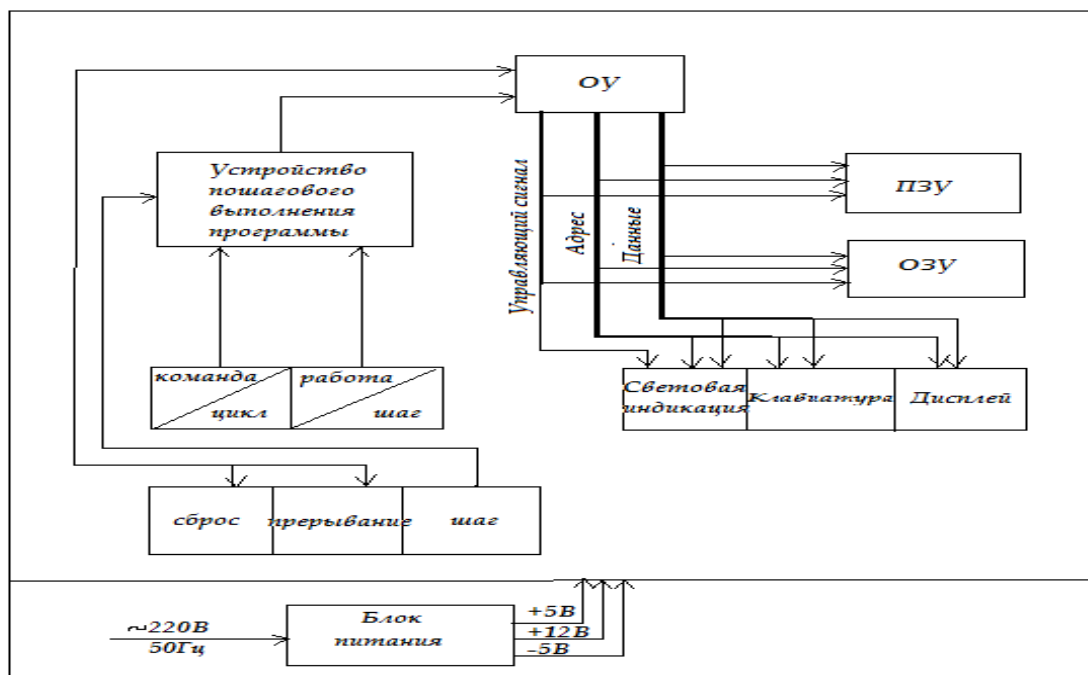 ОУ
Устройство
пошагового
выполнения
программы
Управляющий сигнал
Адрес
Данные
ПЗУ
ОЗУ
команда
цикл
работа
шаг
Световая
индикация
Клавиатура
Дисплей
сброс
прерывание
шаг
~220В
50Гц
Блок
питания
+5В
+12В
-5В